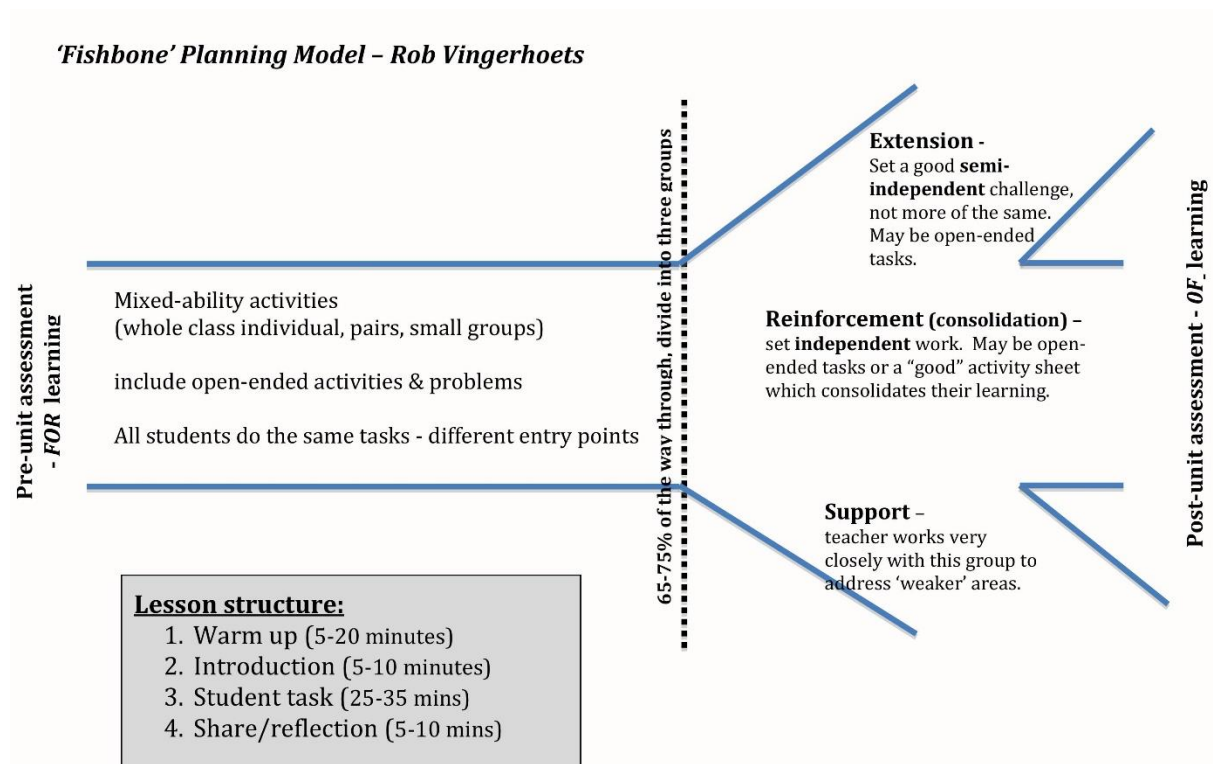 ‘Fishbone’ Planning Model – Rob Vingerhoets
Pre-unit assessment
- FOR learning
Mixed-ability activities
(whole class individual, pairs, small groups)
include open-ended activities & problems
All students do the same tasks - different entry points
65-75% of the way through, divide into three groups
Extension -
Set a good semi-
independent challenge,
not more of the same.
May be open-ended
tasks.
Reinforcement (consolidation) –
set independent work. May be open-
ended tasks or a “good” activity sheet
which consolidates their learning.
Support –
teacher works very
closely with this group to
address ‘weaker’ areas.
Post-unit assessment - OF learning
Lesson structure:
1. Warm up (5-20 minutes)
2. Introduction (5-10 minutes)
3. Student task (25-35 mins)
4. Share/reflection (5-10 mins)